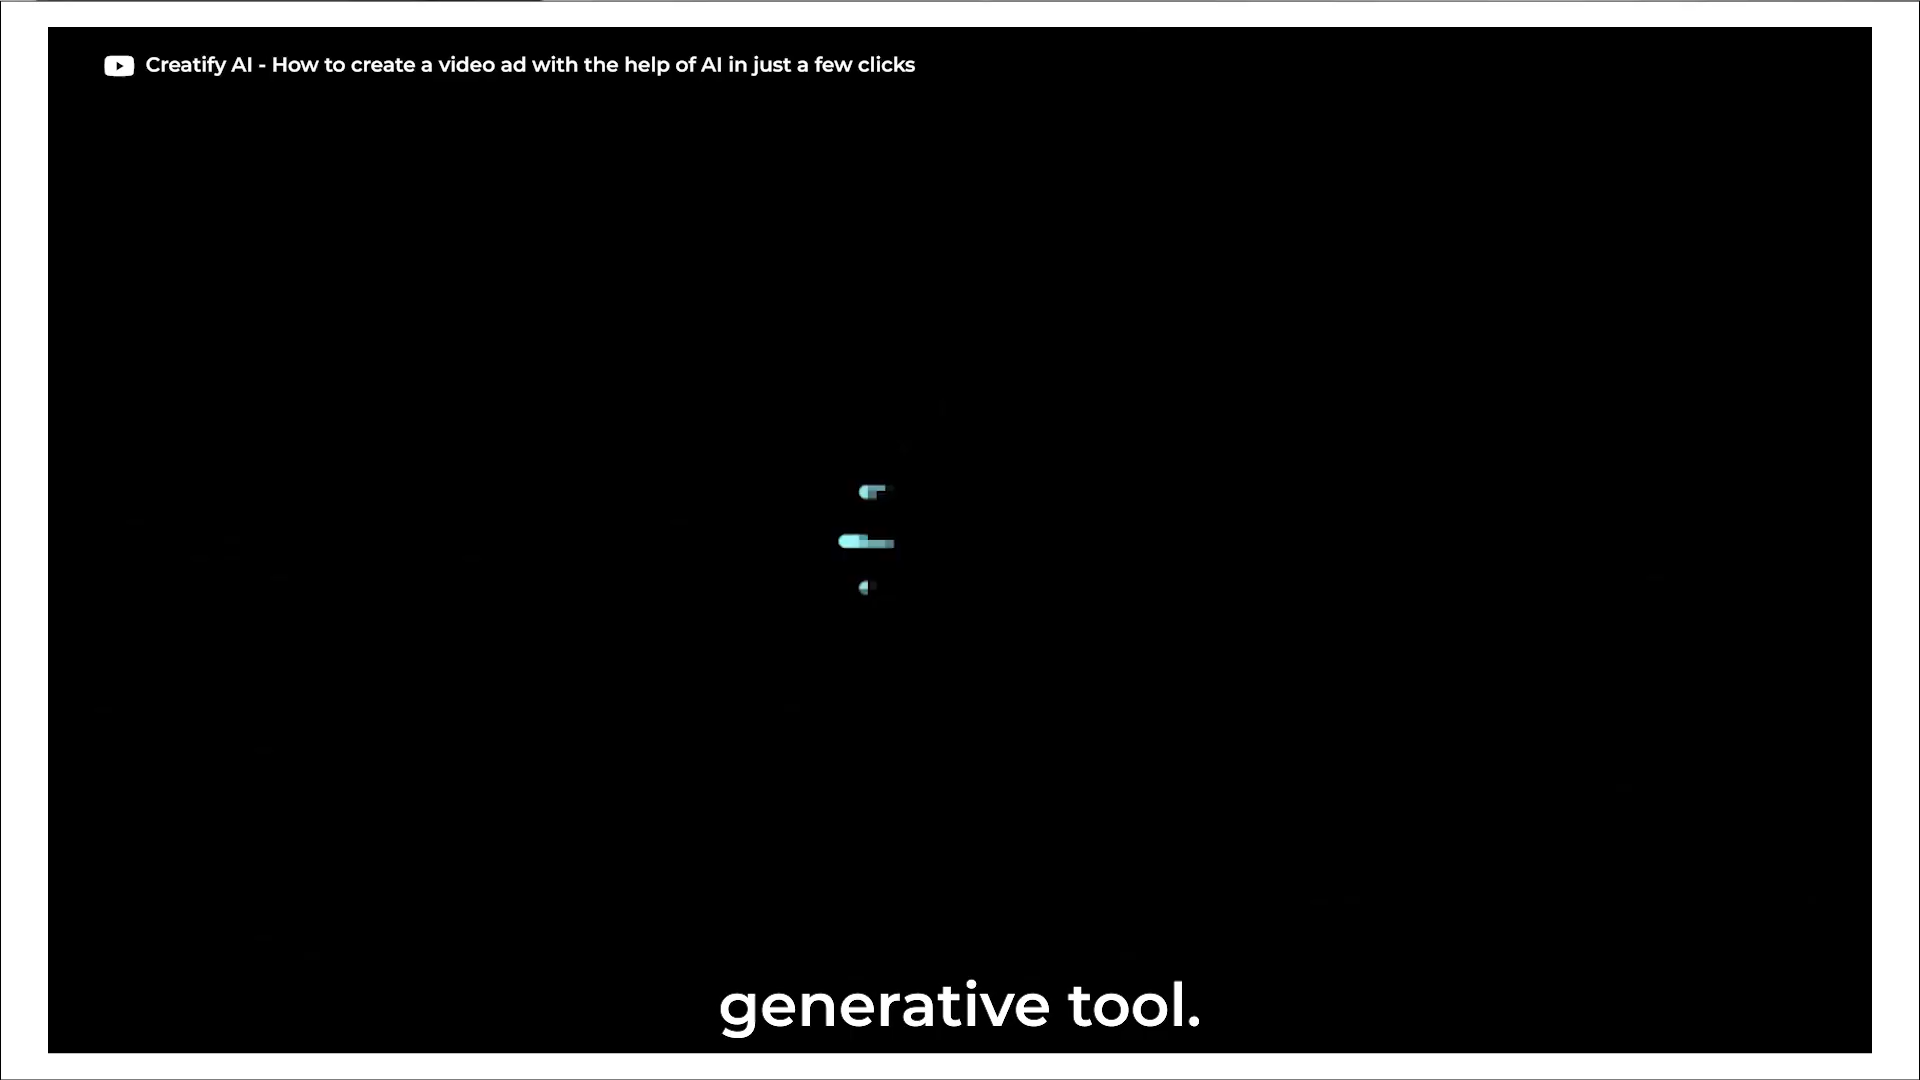 Creatify AI - How to create a video ad with the help of AI in just a few clicks
generative tool.